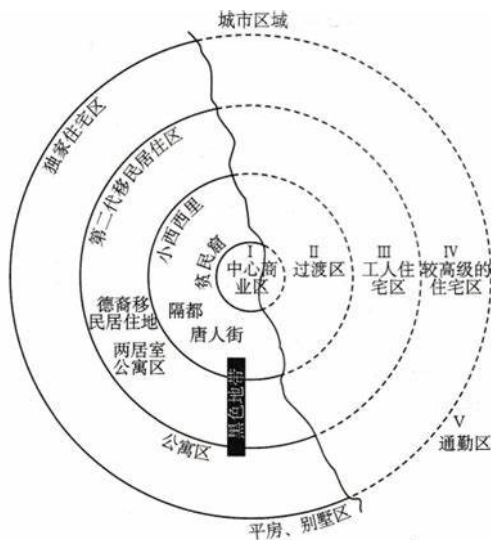 城市区域
独家住宅区
第二代移民居住区
小西西里
贫民窟
I
中心商
业区
II
过渡区
III
工人住
宅区
IV
较高级的
住宅区
德裔移
民居住地
隔都
唐人街
两居室
公寓区
黑色地带
公寓区
V
通勤区
平房、别墅区